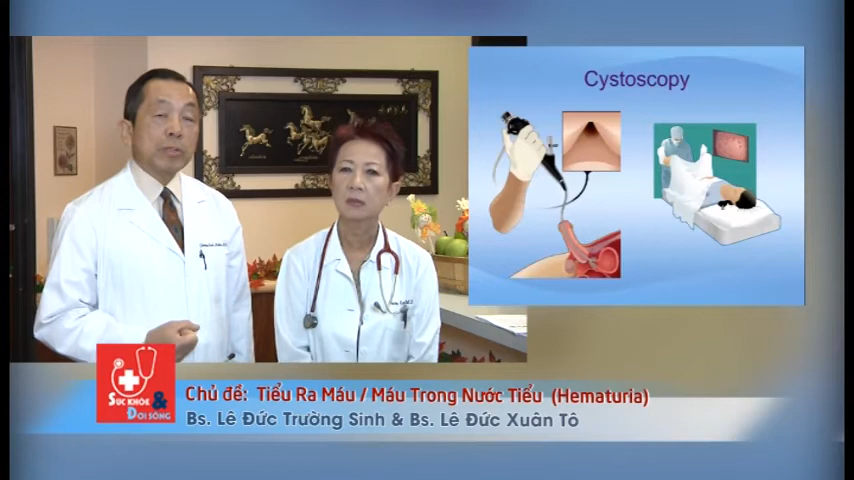 Cystoscopy
SỨC KHỎE
&
ĐỜI SỐNG
Chủ đề: Tiểu Ra Máu / Máu Trong Nước Tiểu (Hematuria)
Bs. Lê Đức Trường Sinh & Bs. Lê Đức Xuân Tô